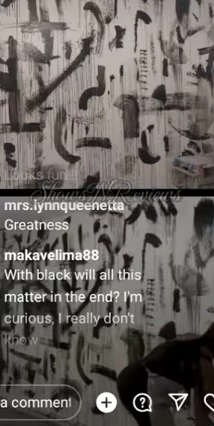 Looks fun!!
ShowsNReviews
mrs.lynnqueenetta
Greatness
makavelima88
With black will all this
matter in the end? I'm
curious, I really don't
know
a comment